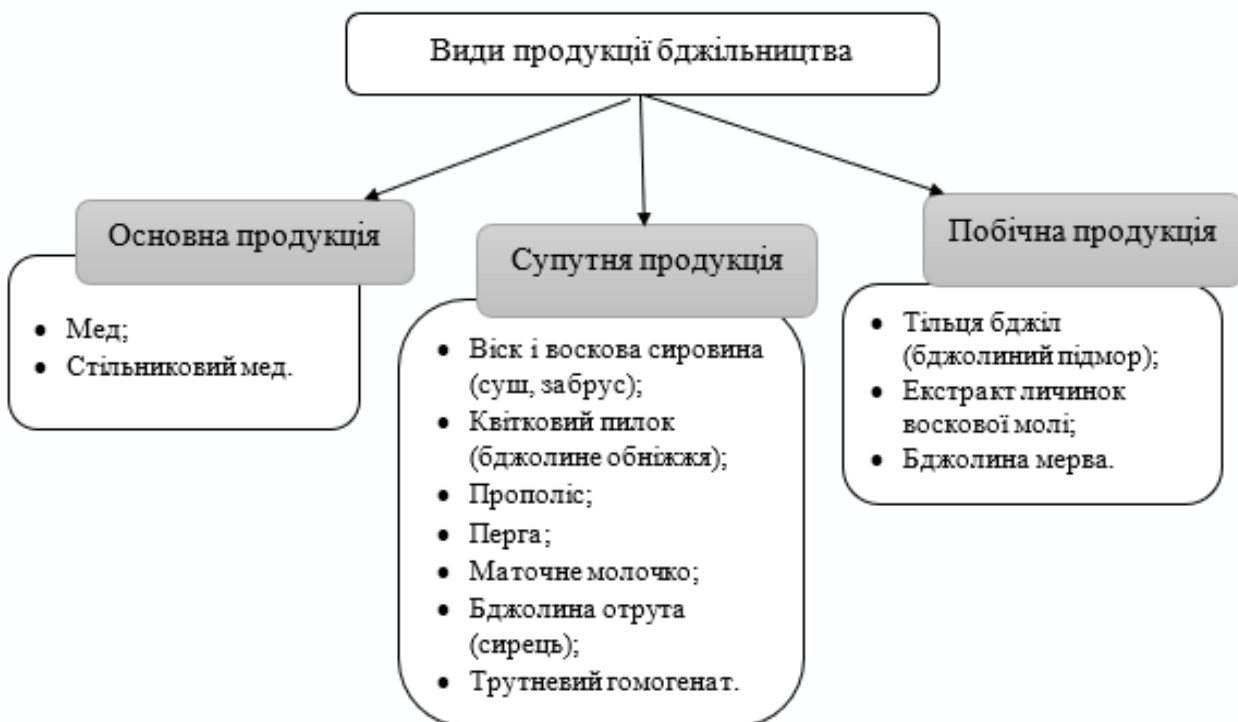 Види продукції бджільництва
Основна продукція
• Мед;
• Стільниковий мед.
Супутня продукція
• Віск і воскова сировина
(суш, забрус);
• Квітковий пилок
(бджолине обніжжя);
• Прополіс;
• Перга;
• Маточне молочко;
• Бджолина отрута
(сирець);
• Трутневий гомогенат.
Побічна продукція
• Тільця бджіл
(бджолиний підмор);
• Екстракт личинок
воскової молі;
• Бджолина мерва.